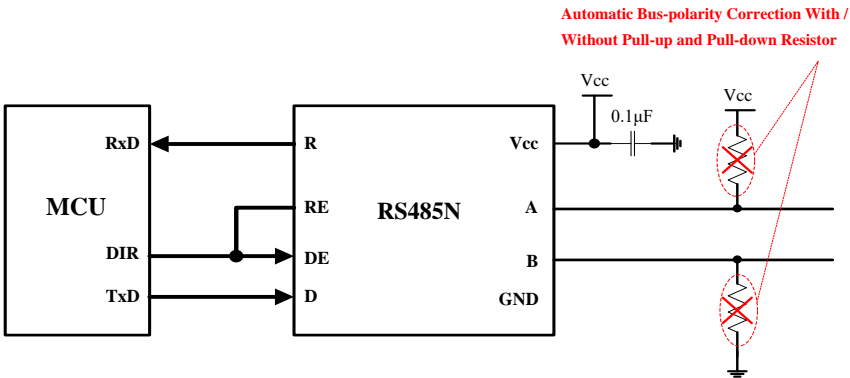 Automatic Bus-polarity Correction With /
Without Pull-up and Pull-down Resistor
Vcc
Vcc
0.1μF
RxD
R
Vcc
MCU
RE
RS485N
A
DIR
DE
B
TxD
D
GND